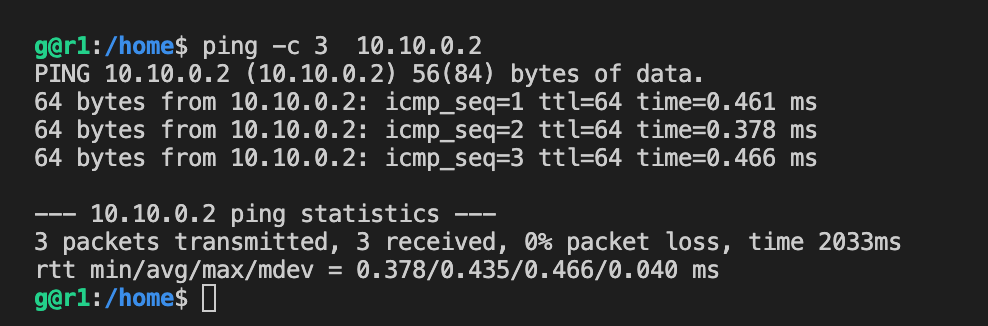 g@r1:/home$ ping -c 3  10.10.0.2
PING 10.10.0.2 (10.10.0.2) 56(84) bytes of data.
64 bytes from 10.10.0.2: icmp_seq=1 ttl=64 time=0.461 ms
64 bytes from 10.10.0.2: icmp_seq=2 ttl=64 time=0.378 ms
64 bytes from 10.10.0.2: icmp_seq=3 ttl=64 time=0.466 ms

--- 10.10.0.2 ping statistics ---
3 packets transmitted, 3 received, 0% packet loss, time 2033ms
rtt min/avg/max/mdev = 0.378/0.435/0.466/0.040 ms
g@r1:/home$